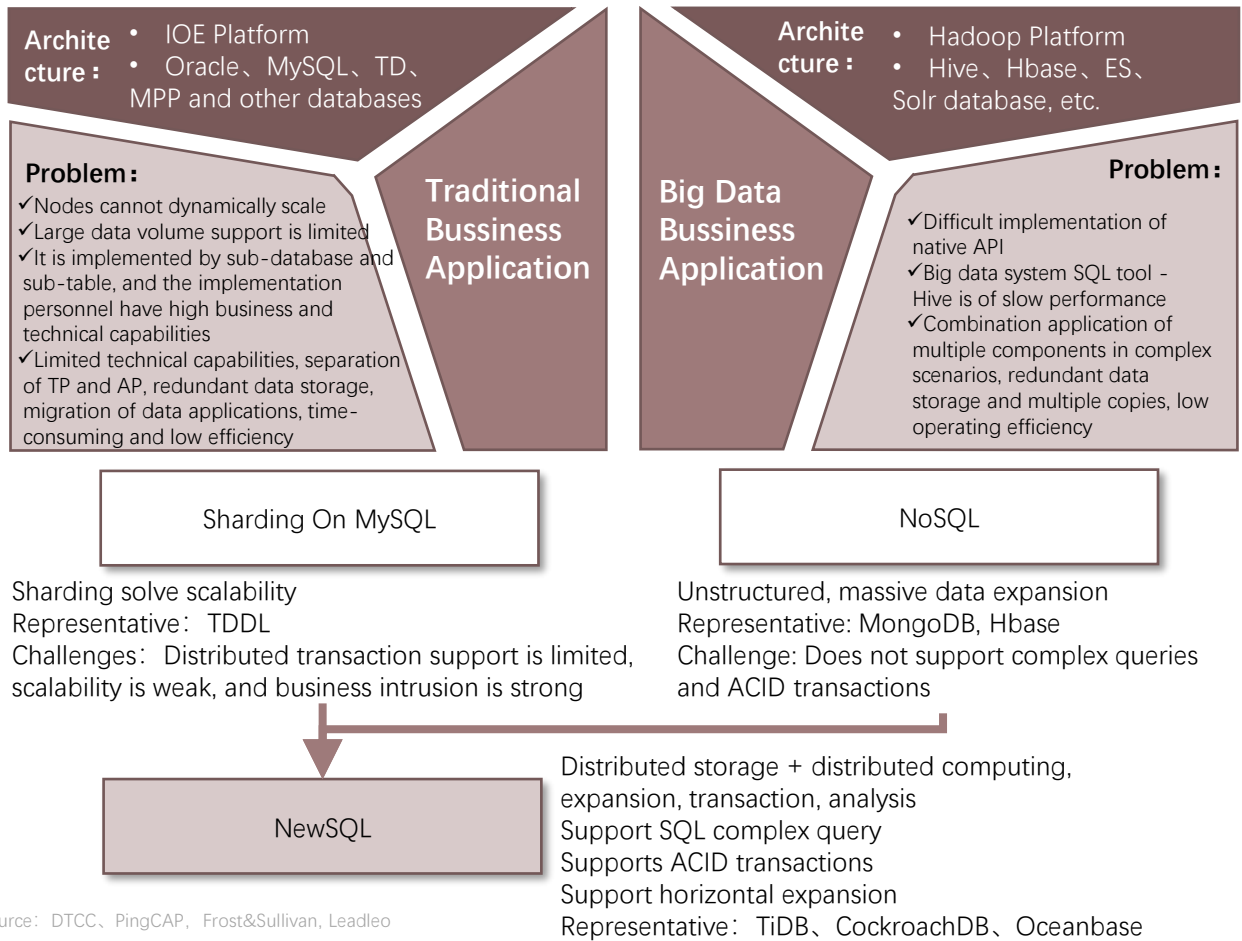 Archite
cture：
• IOE Platform
• Oracle、MySQL、TD、
MPP and other databases
Problem：
✓Nodes cannot dynamically scale
✓Large data volume support is limited
✓It is implemented by sub-database and
sub-table, and the implementation
personnel have high business and
technical capabilities
✓Limited technical capabilities, separation
of TP and AP, redundant data storage,
migration of data applications, time-
consuming and low efficiency
Traditional
Bussiness
Application
Big Data
Bussiness
Application
Archite
cture：
• Hadoop Platform
• Hive、Hbase、ES、
Solr database, etc.
Problem：
✓Difficult implementation of
native API
✓Big data system SQL tool -
Hive is of slow performance
✓Combination application of
multiple components in complex
scenarios, redundant data
storage and multiple copies, low
operating efficiency
Sharding On MySQL
Sharding solve scalability
Representative：TDDL
Challenges：Distributed transaction support is limited,
scalability is weak, and business intrusion is strong
NoSQL
Unstructured, massive data expansion
Representative: MongoDB, Hbase
Challenge: Does not support complex queries
and ACID transactions
NewSQL
Distributed storage + distributed computing,
expansion, transaction, analysis
Support SQL complex query
Supports ACID transactions
Support horizontal expansion
Representative：TiDB、CockroachDB、Oceanbase
urce：DTCC、PingCAP，Frost&Sullivan, Leadleo